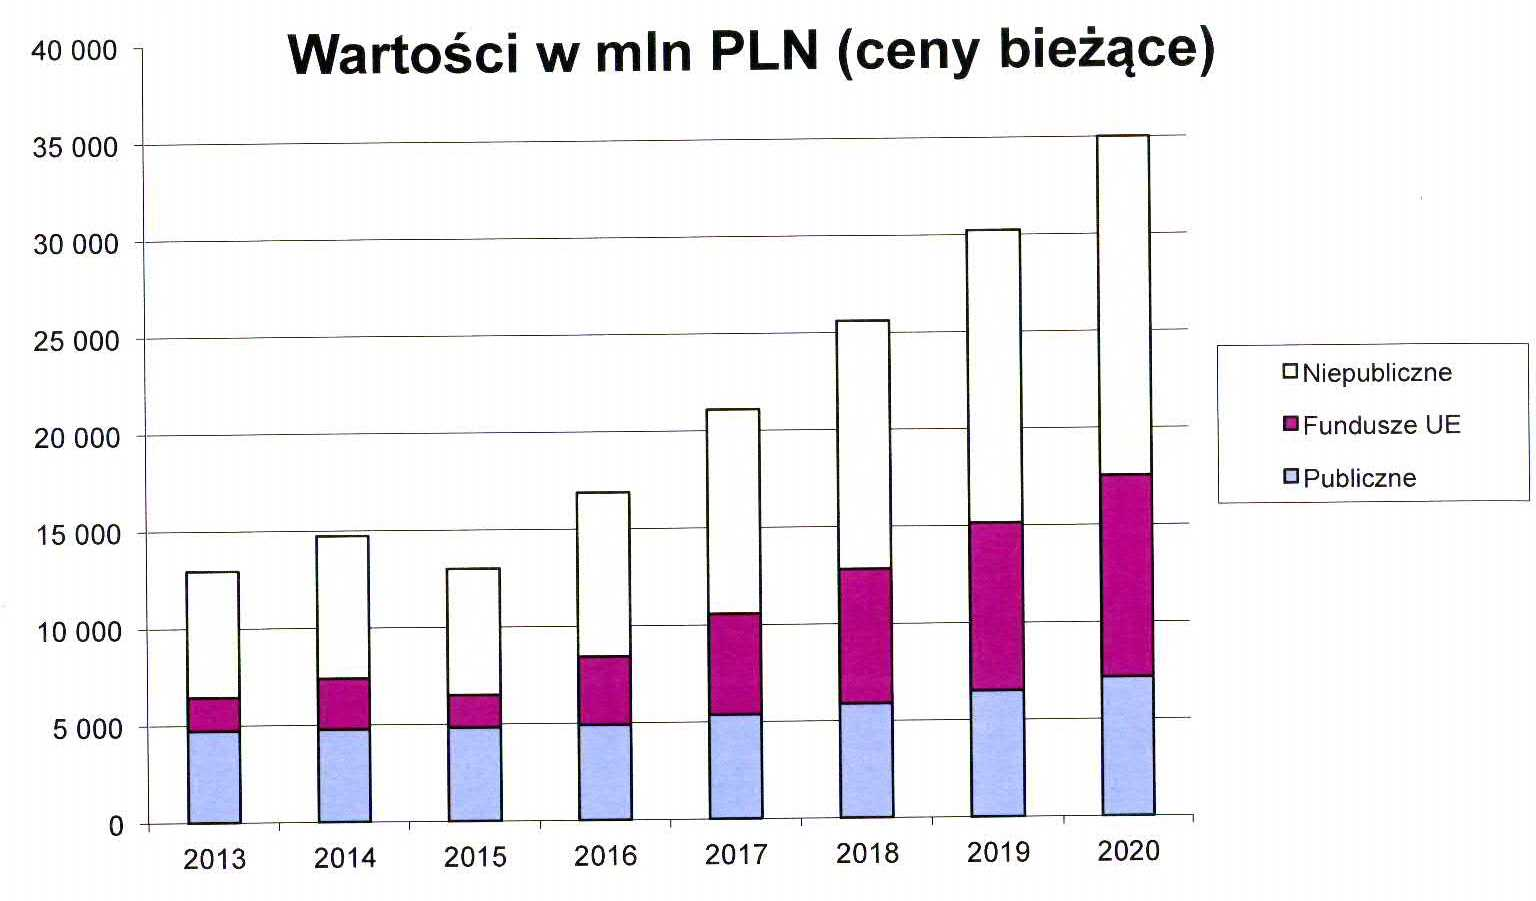 Wartości w mln PLN (ceny bieżące)
40 000
35 000
30 000
25 000
20 000
15 000
10 000
5 000
0
2013 2014 2015 2016 2017 2018 2019 2020
Niepubliczne
Fundusze UE
Publiczne